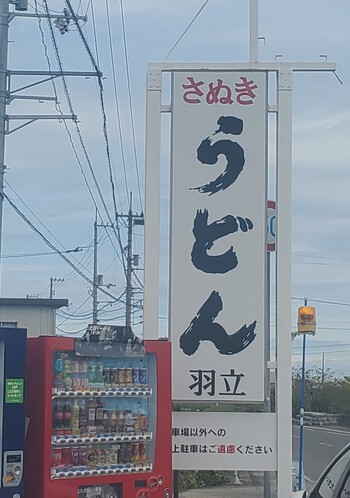 さぬき
うどん
羽立
車場以外への
上駐車はご遠慮ください